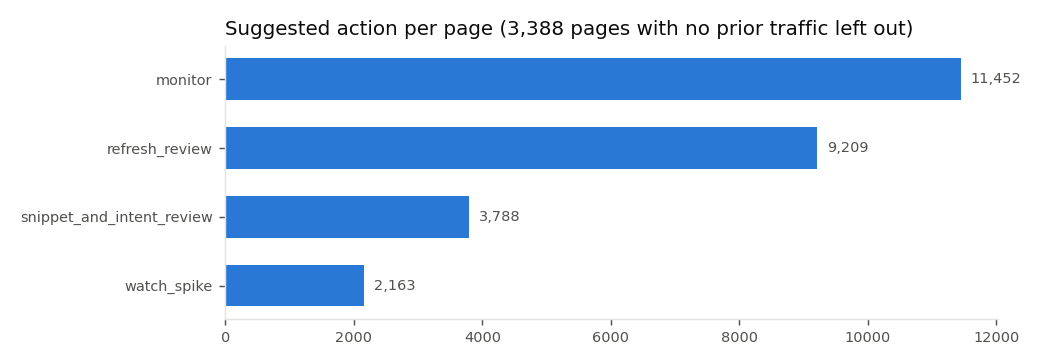 Suggested action per page (3,388 pages with no prior traffic left out)
monitor 11,452
refresh_review 9,209
snippet_and_intent_review 3,788
watch_spike 2,163
0 2000 4000 6000 8000 10000 12000